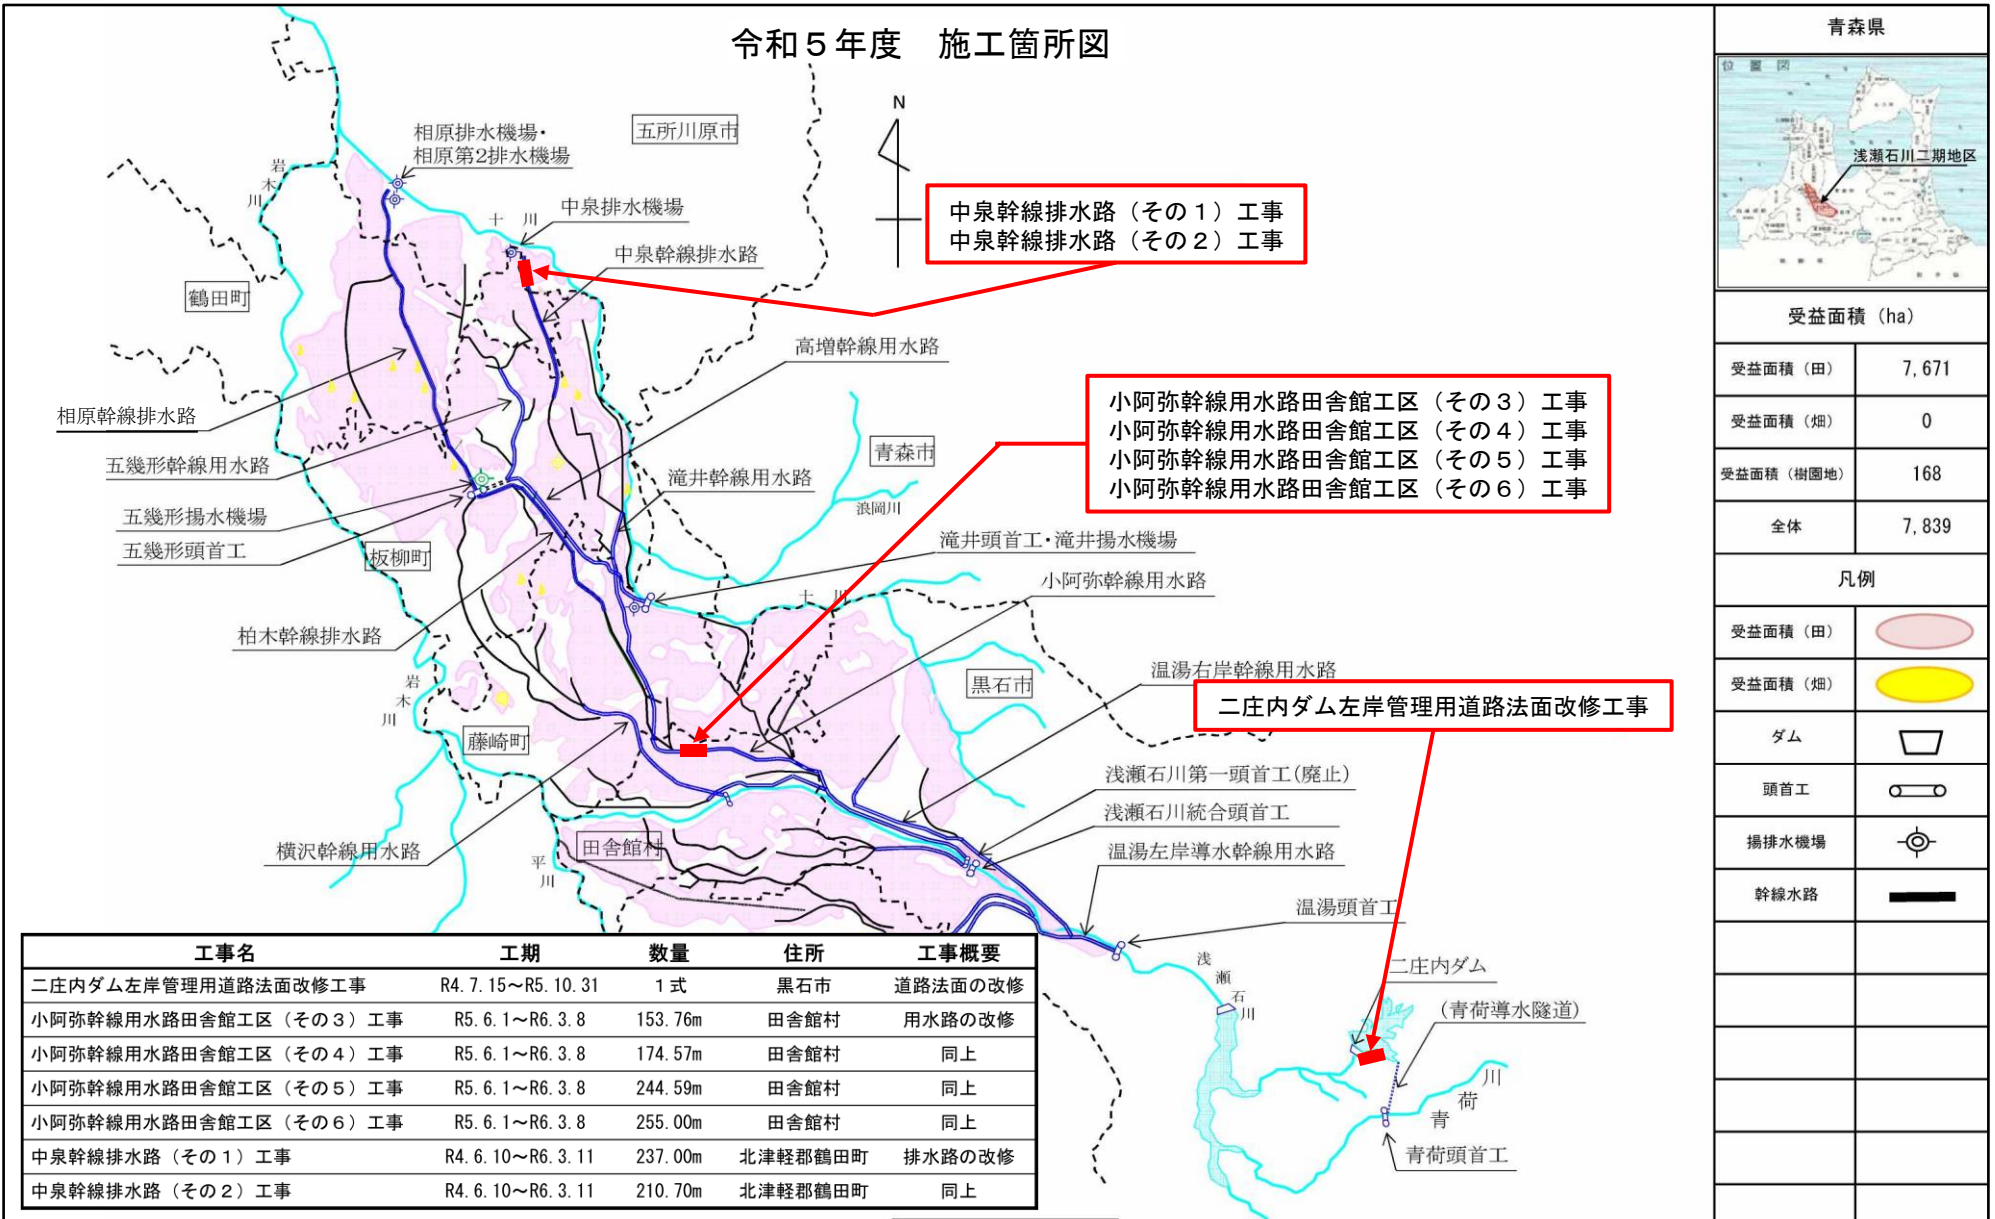 令和５年度　施工箇所図
N
相原排水機場・
相原第2排水機場
五所川原市
岩木川
十川
中泉排水機場
中泉幹線排水路
中泉幹線排水路（その１）工事
中泉幹線排水路（その２）工事
鶴田町
高増幹線用水路
相原幹線排水路
小阿弥幹線用水路田舎館工区（その３）工事
小阿弥幹線用水路田舎館工区（その４）工事
小阿弥幹線用水路田舎館工区（その５）工事
小阿弥幹線用水路田舎館工区（その６）工事
青森市
五幾形幹線用水路
滝井幹線用水路
浪岡川
五幾形揚水機場
五幾形頭首工
板柳町
滝井頭首工・滝井揚水機場
小阿弥幹線用水路
十川
柏木幹線排水路
温湯右岸幹線用水路
黒石市
岩木川
二庄内ダム左岸管理用道路法面改修工事
藤崎町
浅瀬石川第一頭首工(廃止)
浅瀬石川統合頭首工
横沢幹線用水路
田舎館村
平川
温湯左岸導水幹線用水路
温湯頭首工
浅瀬石川
二庄内ダム
(青荷導水隧道)
青荷川
青荷頭首工
工事名 工期 数量 住所 工事概要
二庄内ダム左岸管理用道路法面改修工事 R4.7.15～R5.10.31 １式 黒石市 道路法面の改修
小阿弥幹線用水路田舎館工区（その３）工事 R5.6.1～R6.3.8 153.76m 田舎館村 用水路の改修
小阿弥幹線用水路田舎館工区（その４）工事 R5.6.1～R6.3.8 174.57m 田舎館村 同上
小阿弥幹線用水路田舎館工区（その５）工事 R5.6.1～R6.3.8 244.59m 田舎館村 同上
小阿弥幹線用水路田舎館工区（その６）工事 R5.6.1～R6.3.8 255.00m 田舎館村 同上
中泉幹線排水路（その１）工事 R4.6.10～R6.3.11 237.00m 北津軽郡鶴田町 排水路の改修
中泉幹線排水路（その２）工事 R4.6.10～R6.3.11 210.70m 北津軽郡鶴田町 同上
青森県
位置図
浅瀬石川二期地区
受益面積（ha）
受益面積（田） 7,671
受益面積（畑） 0
受益面積（樹園地） 168
全体 7,839
凡例
受益面積（田）
受益面積（畑）
ダム
頭首工
揚排水機場
幹線水路